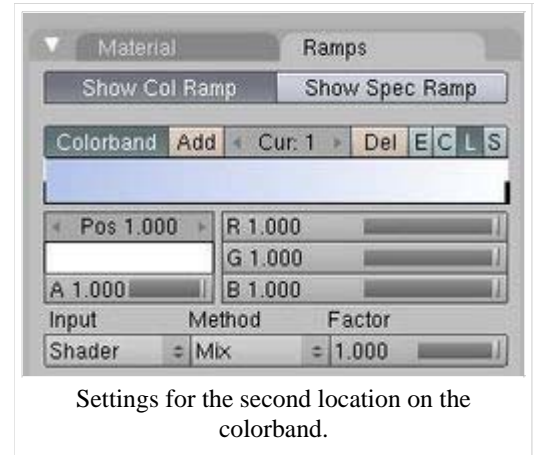 Material Ramps
Show Col Ramp Show Spec Ramp
Colorband Add Cur: 1 Del E C L S
Pos 1.000 R 1.000
G 1.000
A 1.000 B 1.000
Input Method Factor
Shader Mix 1.000
Settings for the second location on the
colorband.